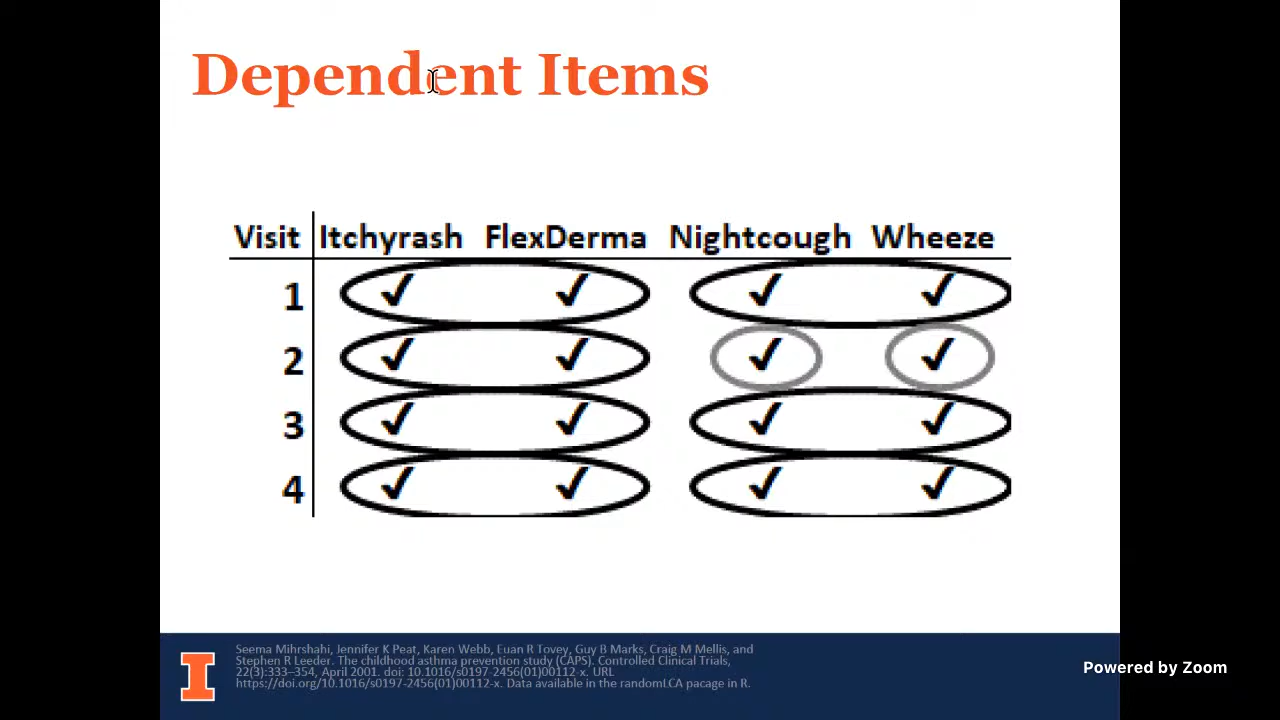 Dependent Items
Visit Itchyrash FlexDerma Nightcough Wheeze
1 ✓ ✓ ✓ ✓
2 ✓ ✓ ✓ ✓
3 ✓ ✓ ✓ ✓
4 ✓ ✓ ✓ ✓
Seema Mihrshahi, Jennifer K Peat, Karen Webb, Euan R Tovey, Guy B Marks, Craig M Mellis, and
Stephen R Leeder. The childhood asthma prevention study (CAPS). Controlled Clinical Trials,
22(3):333–354, April 2001. doi: 10.1016/s0197-2456(01)00112-x. URL
https://doi.org/10.1016/s0197-2456(01)00112-x. Data available in the randomLCA pacage in R.
Powered by Zoom